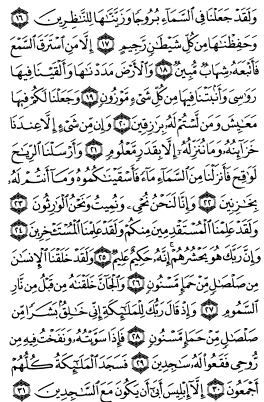 وَلَقَدْ جَعَلْنَا فِي السَّمَاءِ بُرُوجًا وَزَيَّنَّاهَا لِلنَّاظِرِينَ ١٦
وَحَفِظْنَاهَا مِن كُلِّ شَيْطَانٍ رَّجِيمٍ ١٧ إِلَّا مَنِ اسْتَرَقَ السَّمْعَ
فَأَتْبَعَهُ شِهَابٌ مُّبِينٌ ١٨ وَالْأَرْضَ مَدَدْنَاهَا وَأَلْقَيْنَا فِيهَا
رَوَاسِيَ وَأَنبَتْنَا فِيهَا مِن كُلِّ شَيْءٍ مَّوْزُونٍ ١٩ وَجَعَلْنَا لَكُمْ فِيهَا
مَعَايِشَ وَمَن لَّسْتُمْ لَهُ بِرَازِقِينَ ٢٠ وَإِن مِّن شَيْءٍ إِلَّا عِندَنَا
خَزَائِنُهُ وَمَا نُنَزِّلُهُ إِلَّا بِقَدَرٍ مَّعْلُومٍ ٢١ وَأَرْسَلْنَا الرِّيَاحَ
لَوَاقِحَ فَأَنزَلْنَا مِنَ السَّمَاءِ مَاءً فَأَسْقَيْنَاكُمُوهُ وَمَا أَنتُمْ لَهُ
بِخَازِنِينَ ٢٢ وَإِنَّا لَنَحْنُ نُحْيِي وَنُمِيتُ وَنَحْنُ الْوَارِثُونَ ٢٣
وَلَقَدْ عَلِمْنَا الْمُسْتَقْدِمِينَ مِنكُمْ وَلَقَدْ عَلِمْنَا الْمُسْتَأْخِرِينَ ٢٤
وَإِنَّ رَبَّكَ هُوَ يَحْشُرُهُمْ إِنَّهُ حَكِيمٌ عَلِيمٌ ٢٥ وَلَقَدْ خَلَقْنَا الْإِنسَانَ
مِن صَلْصَالٍ مِّنْ حَمَإٍ مَّسْنُونٍ ٢٦ وَالْجَانَّ خَلَقْنَاهُ مِن قَبْلُ مِن نَّارِ
السَّمُومِ ٢٧ وَإِذْ قَالَ رَبُّكَ لِلْمَلَائِكَةِ إِنِّي خَالِقٌ بَشَرًا مِّن
صَلْصَالٍ مِّنْ حَمَإٍ مَّسْنُونٍ ٢٨ فَإِذَا سَوَّيْتُهُ وَنَفَخْتُ فِيهِ مِن
رُّوحِي فَقَعُوا لَهُ سَاجِدِينَ ٢٩ فَسَجَدَ الْمَلَائِكَةُ كُلُّهُمْ
أَجْمَعُونَ ٣٠ إِلَّا إِبْلِيسَ أَبَى أَن يَكُونَ مَعَ السَّاجِدِينَ ٣١